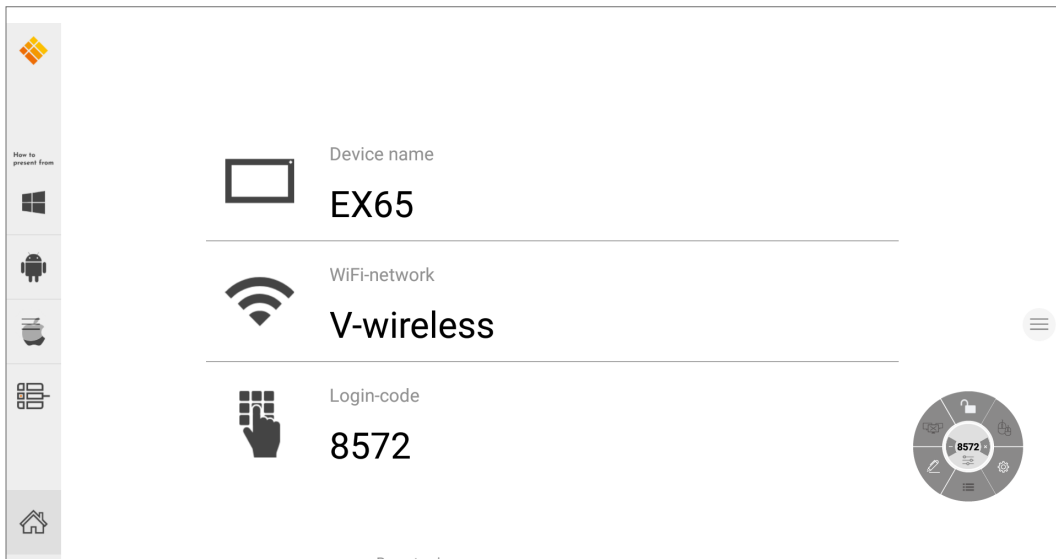 How to
present from
Device name
EX65
WiFi-network
V-wireless
Login-code
8572
8572